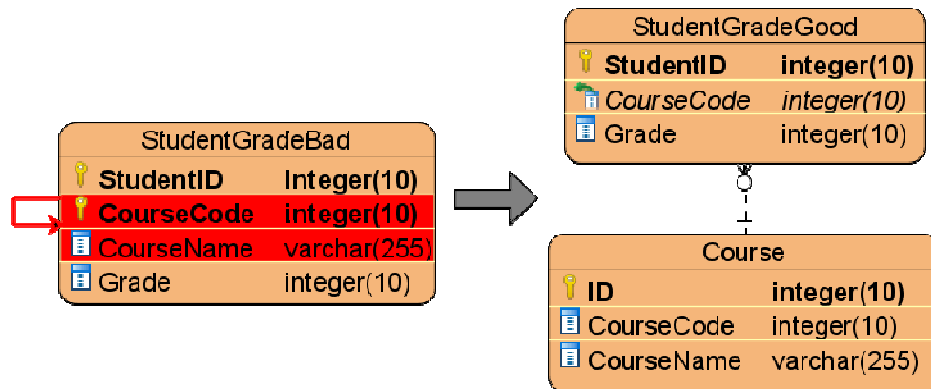 StudentGradeBad
StudentID integer(10)
CourseCode integer(10)
CourseName varchar(255)
Grade integer(10)
StudentGradeGood
StudentID integer(10)
CourseCode integer(10)
Grade integer(10)
Course
ID integer(10)
CourseCode integer(10)
CourseName varchar(255)